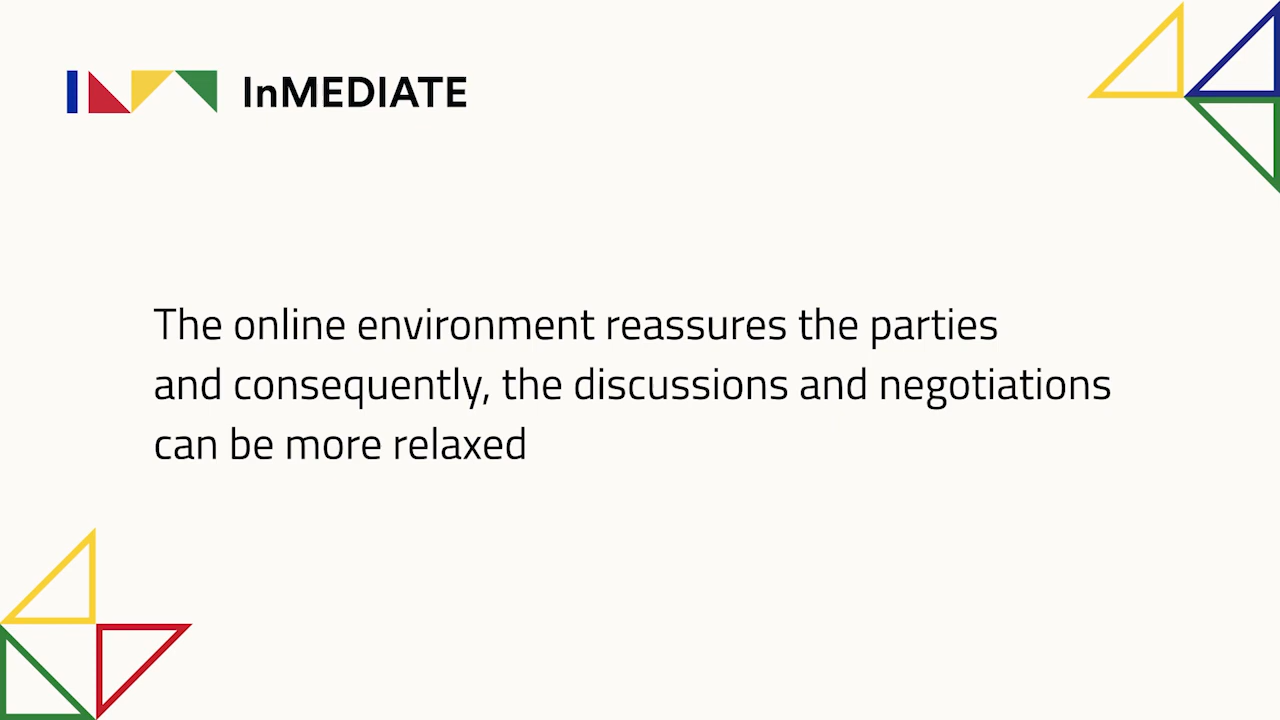 InMEDIATE
The online environment reassures the parties
and consequently, the discussions and negotiations
can be more relaxed